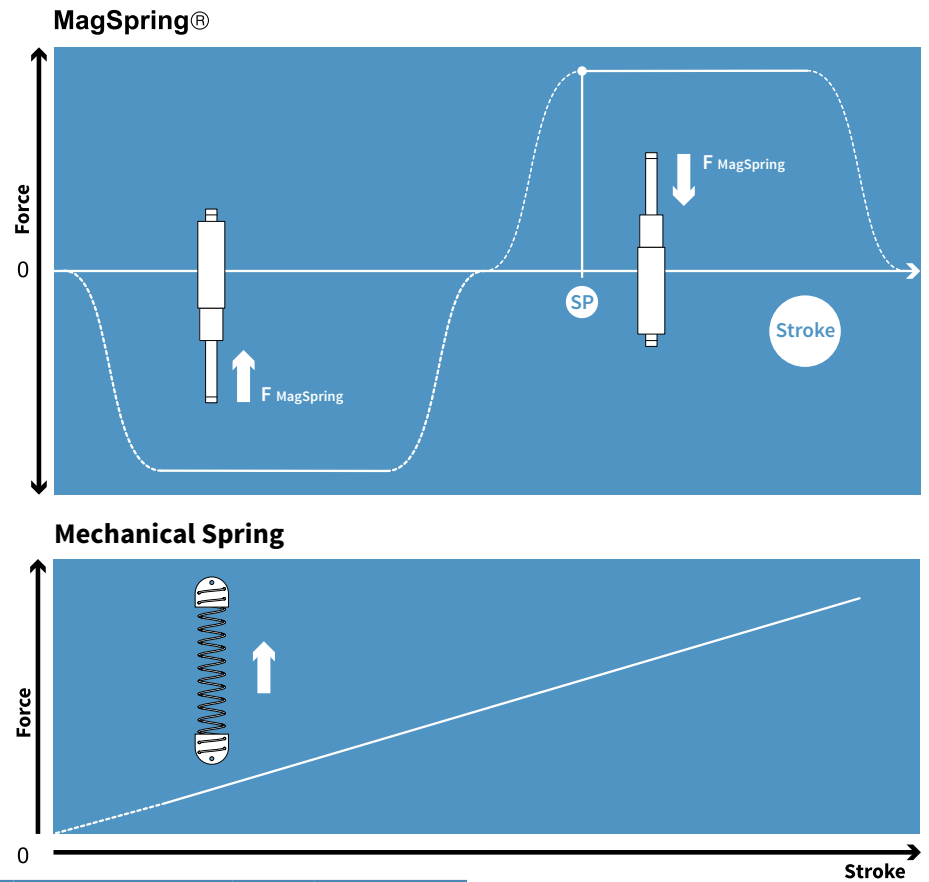 MagSpring®
Force
0
F MagSpring
F MagSpring
SP
Stroke
Mechanical Spring
Force
0
Stroke